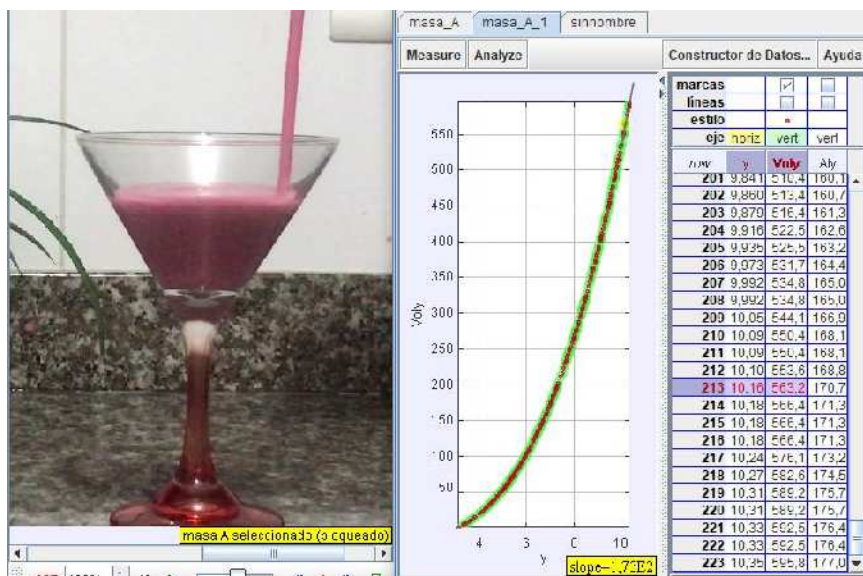 masa_A masa_A_1 sinnombre
Measure Analyze Constructor de Datos... Ayuda
marcas
líneas
estilo
eje horiz vert vert
row y Voly Aly
201 9,841 510,4 160,1
202 9,860 513,4 160,7
203 9,879 516,4 161,3
204 9,916 522,5 162,6
205 9,935 525,5 163,2
206 9,973 531,7 164,4
207 9,992 534,8 165,0
208 9,992 534,8 165,0
209 10,05 544,1 166,9
210 10,09 550,4 168,1
211 10,09 550,4 168,1
212 10,10 553,6 168,8
213 10,16 563,2 170,7
214 10,18 566,4 171,3
215 10,18 566,4 171,3
216 10,18 566,4 171,3
217 10,24 576,1 173,2
218 10,27 582,6 174,5
219 10,31 589,2 175,7
220 10,31 589,2 175,7
221 10,33 592,5 176,4
222 10,33 592,5 176,4
223 10,35 595,8 177,0
550
500
450
400
350
300
250
200
150
100
50
Voly
4 10
y
slope=1,73E2
masa A seleccionado (bloqueado)